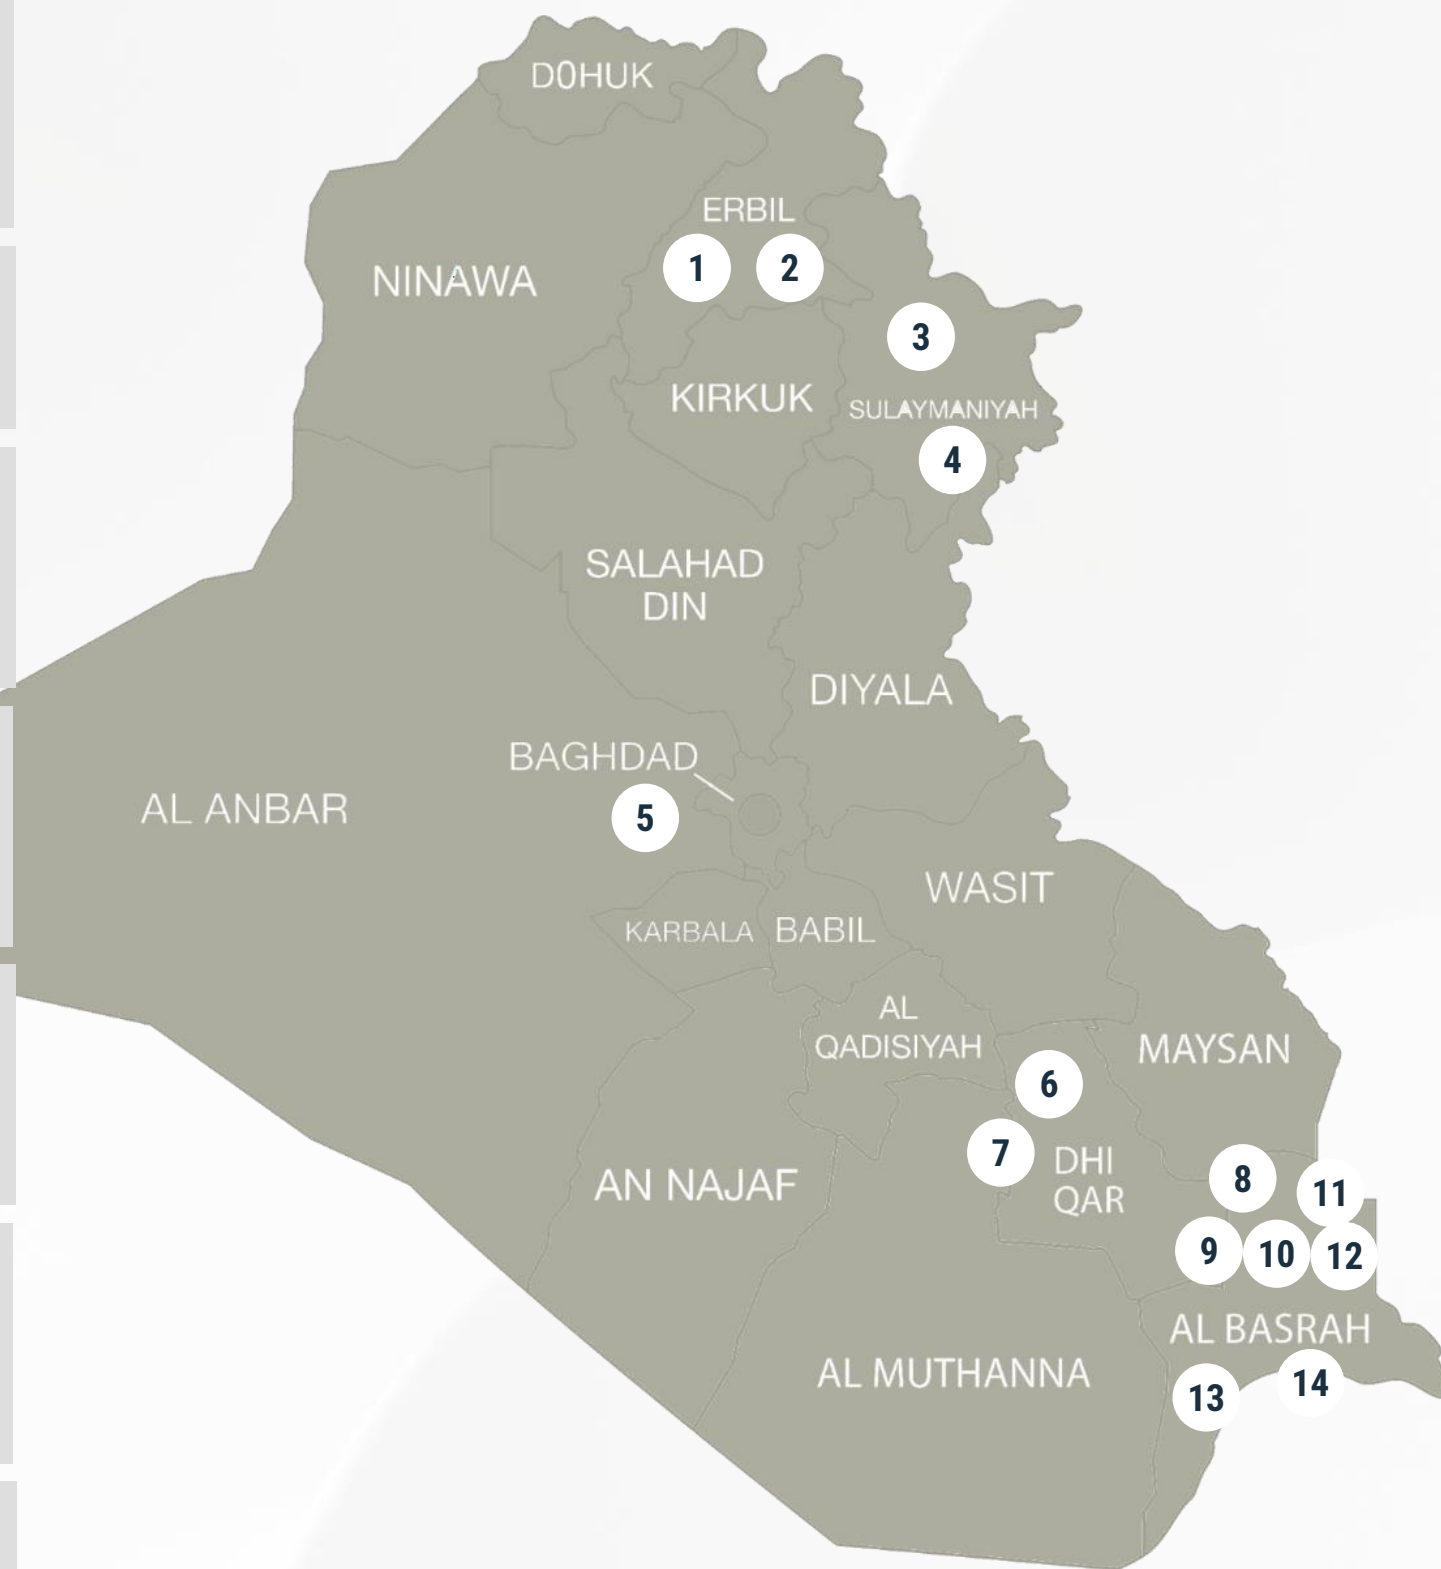 D0HUK
ERBIL
1
2
NINAWA
3
KIRKUK
SULAYMANIYAH
4
SALAHAD
DIN
DIYALA
BAGHDAD
5
AL ANBAR
WASIT
KARBALA
BABIL
AL
QADISIYAH
MAYSAN
6
7
DHI
QAR
8
11
AN NAJAF
9
10
12
AL BASRAH
AL MUTHANNA
13
14